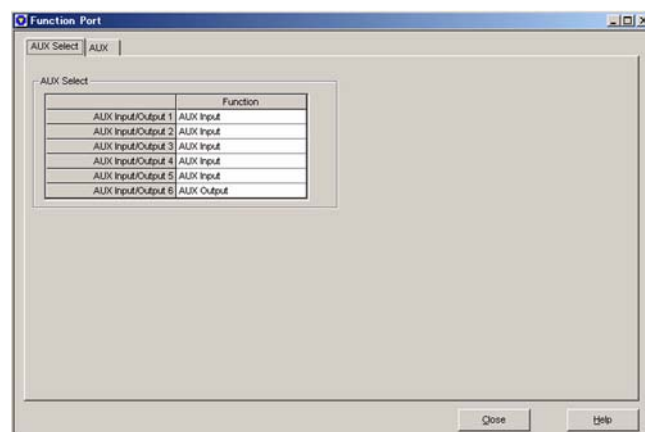 Function Port
AUX Select AUX
AUX Select
Function
AUX Input/Output 1 AUX Input
AUX Input/Output 2 AUX Input
AUX Input/Output 3 AUX Input
AUX Input/Output 4 AUX Input
AUX Input/Output 5 AUX Input
AUX Input/Output 6 AUX Output
Close Help